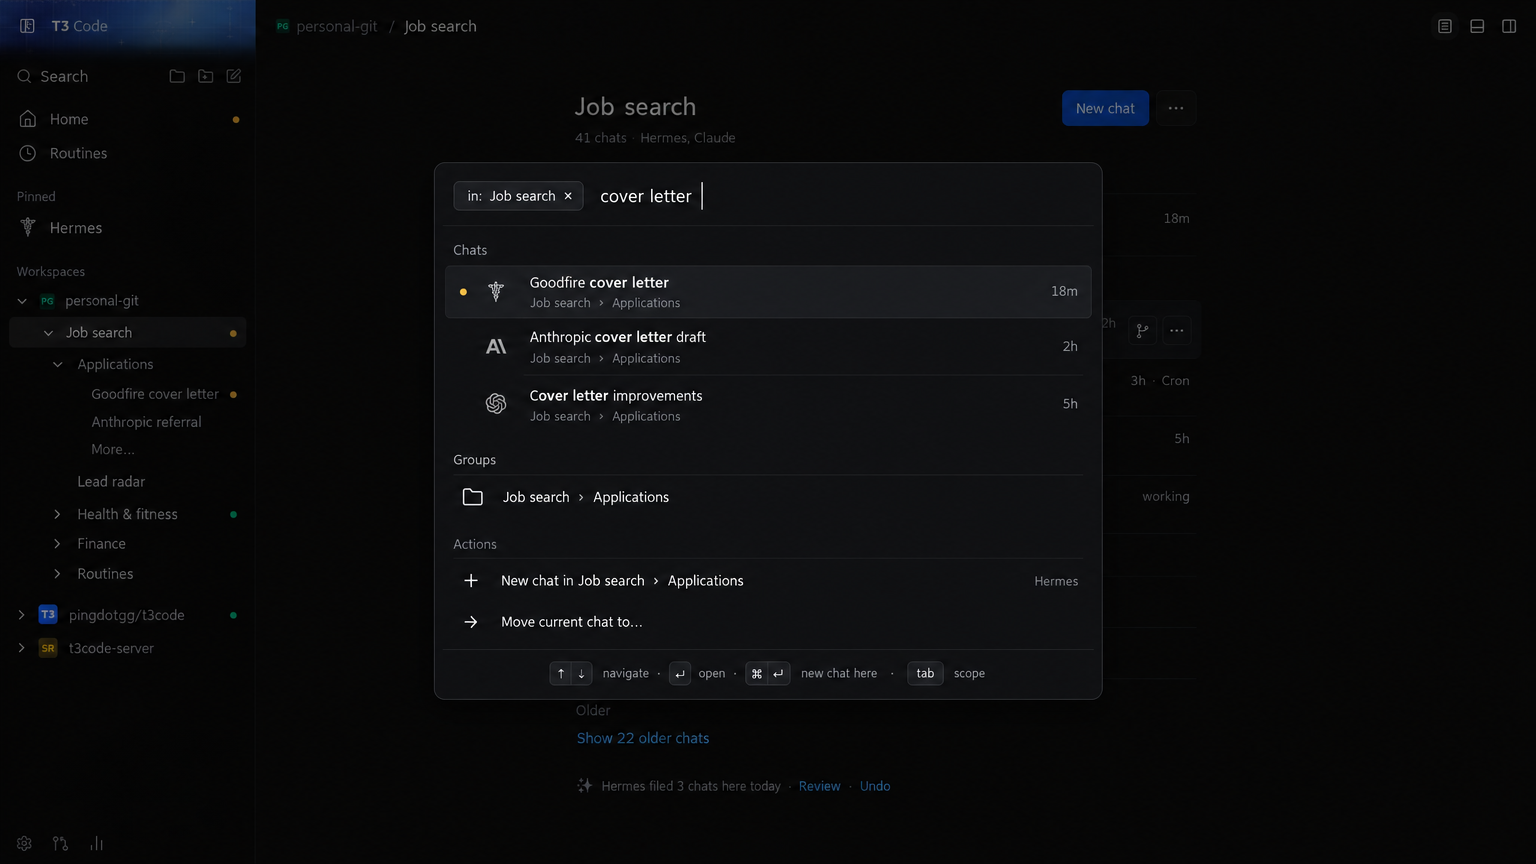 T3 Code
PG personal-git / Job search
Search
Home
Routines
Pinned
Hermes
Workspaces
PG personal-git
Job search
Applications
Goodfire cover letter
Anthropic referral
More...
Lead radar
Health & fitness
Finance
Routines
T3 pingdotgg/t3code
SR t3code-server
Job search
41 chats · Hermes, Claude
New chat
18m
2h
3h · Cron
5h
working
in: Job search × cover letter
Chats
Goodfire cover letter
Job search › Applications
18m
Anthropic cover letter draft
Job search › Applications
2h
Cover letter improvements
Job search › Applications
5h
Groups
Job search › Applications
Actions
+ New chat in Job search › Applications Hermes
→ Move current chat to...
↑ ↓ navigate · ↵ open · ⌘ ↵ new chat here · tab scope
Older
Show 22 older chats
Hermes filed 3 chats here today · Review · Undo